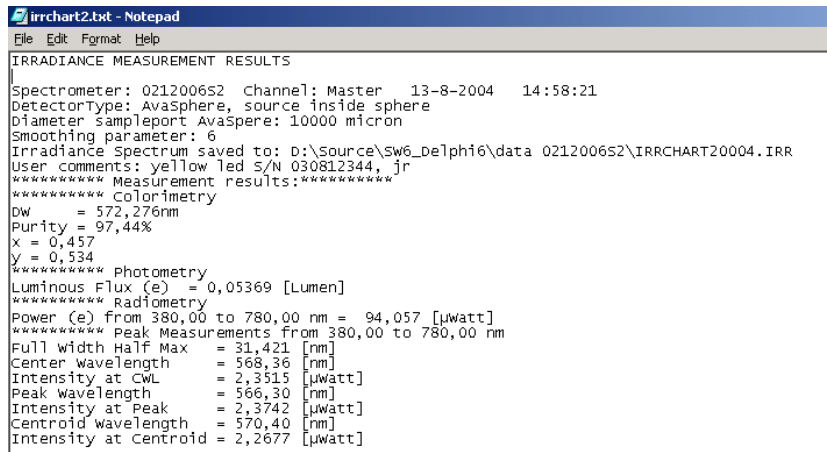 irrchart2.txt - Notepad
File Edit Format Help
IRRADIANCE MEASUREMENT RESULTS
Spectrometer: 0212006S2 Channel: Master 13-8-2004 14:58:21
DetectorType: AvaSphere, source inside sphere
Diameter sampleport AvaSpere: 10000 micron
Smoothing parameter: 6
Irradiance Spectrum saved to: D:\Source\SW6_Delphi6\data 0212006S2\IRRCHART20004.IRR
User comments: yellow led S/N 030812344, jr
********** Measurement results:**********
********** Colorimetry
DW = 572,276nm
Purity = 97,44%
x = 0,457
y = 0,534
********** Photometry
Luminous Flux (e) = 0,05369 [Lumen]
********** Radiometry
Power (e) from 380,00 to 780,00 nm = 94,057 [µWatt]
********** Peak Measurements from 380,00 to 780,00 nm
Full Width Half Max = 31,421 [nm]
Center Wavelength = 568,36 [nm]
Intensity at CWL = 2,3515 [µWatt]
Peak Wavelength = 566,30 [nm]
Intensity at Peak = 2,3742 [µWatt]
Centroid Wavelength = 570,40 [nm]
Intensity at Centroid = 2,2677 [µWatt]